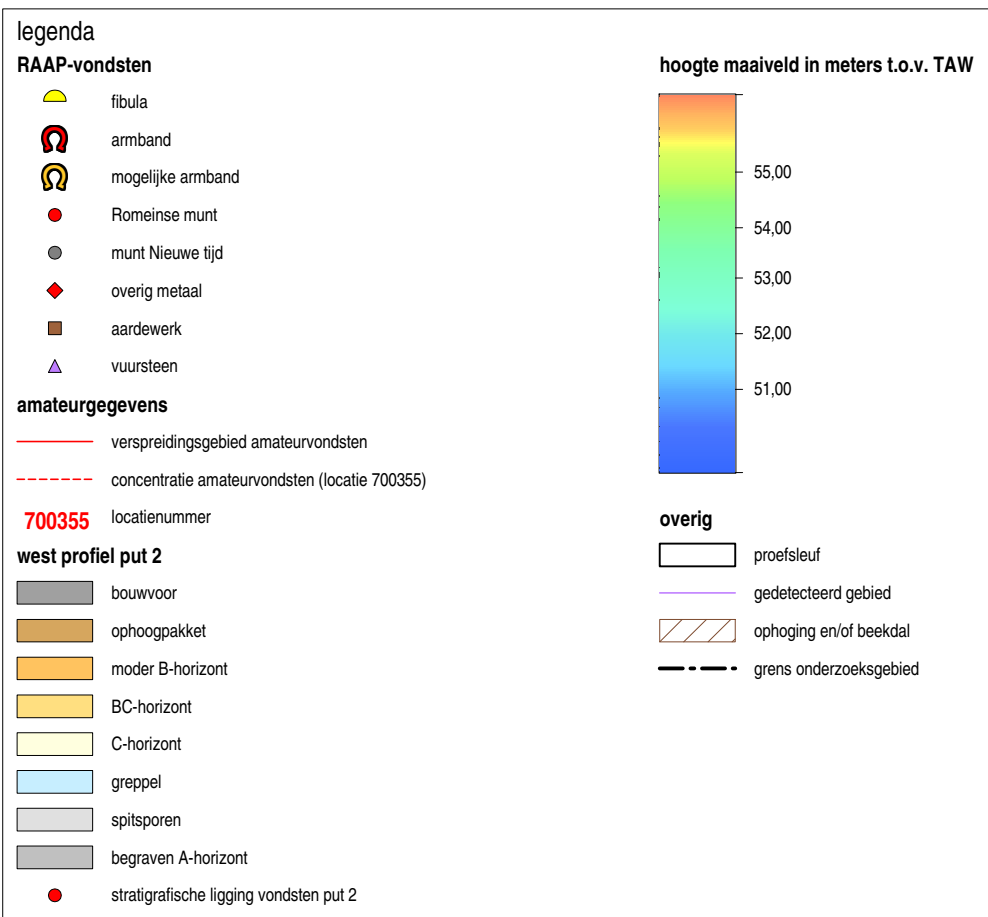 legenda
RAAP-vondsten
fibula
armband
mogelijke armband
Romeinse munt
munt Nieuwe tijd
overig metaal
aardewerk
vuursteen
amateurgegevens
verspreidingsgebied amateurvondsten
concentratie amateurvondsten (locatie 700355)
700355 locatienummer
west profiel put 2
bouwvoor
ophoogpakket
moder B-horizont
BC-horizont
C-horizont
greppel
spitsporen
begraven A-horizont
stratigrafische ligging vondsten put 2
hoogte maaiveld in meters t.o.v. TAW
55,00
54,00
53,00
52,00
51,00
overig
proefsleuf
gedetecteerd gebied
ophoging en/of beekdal
grens onderzoeksgebied